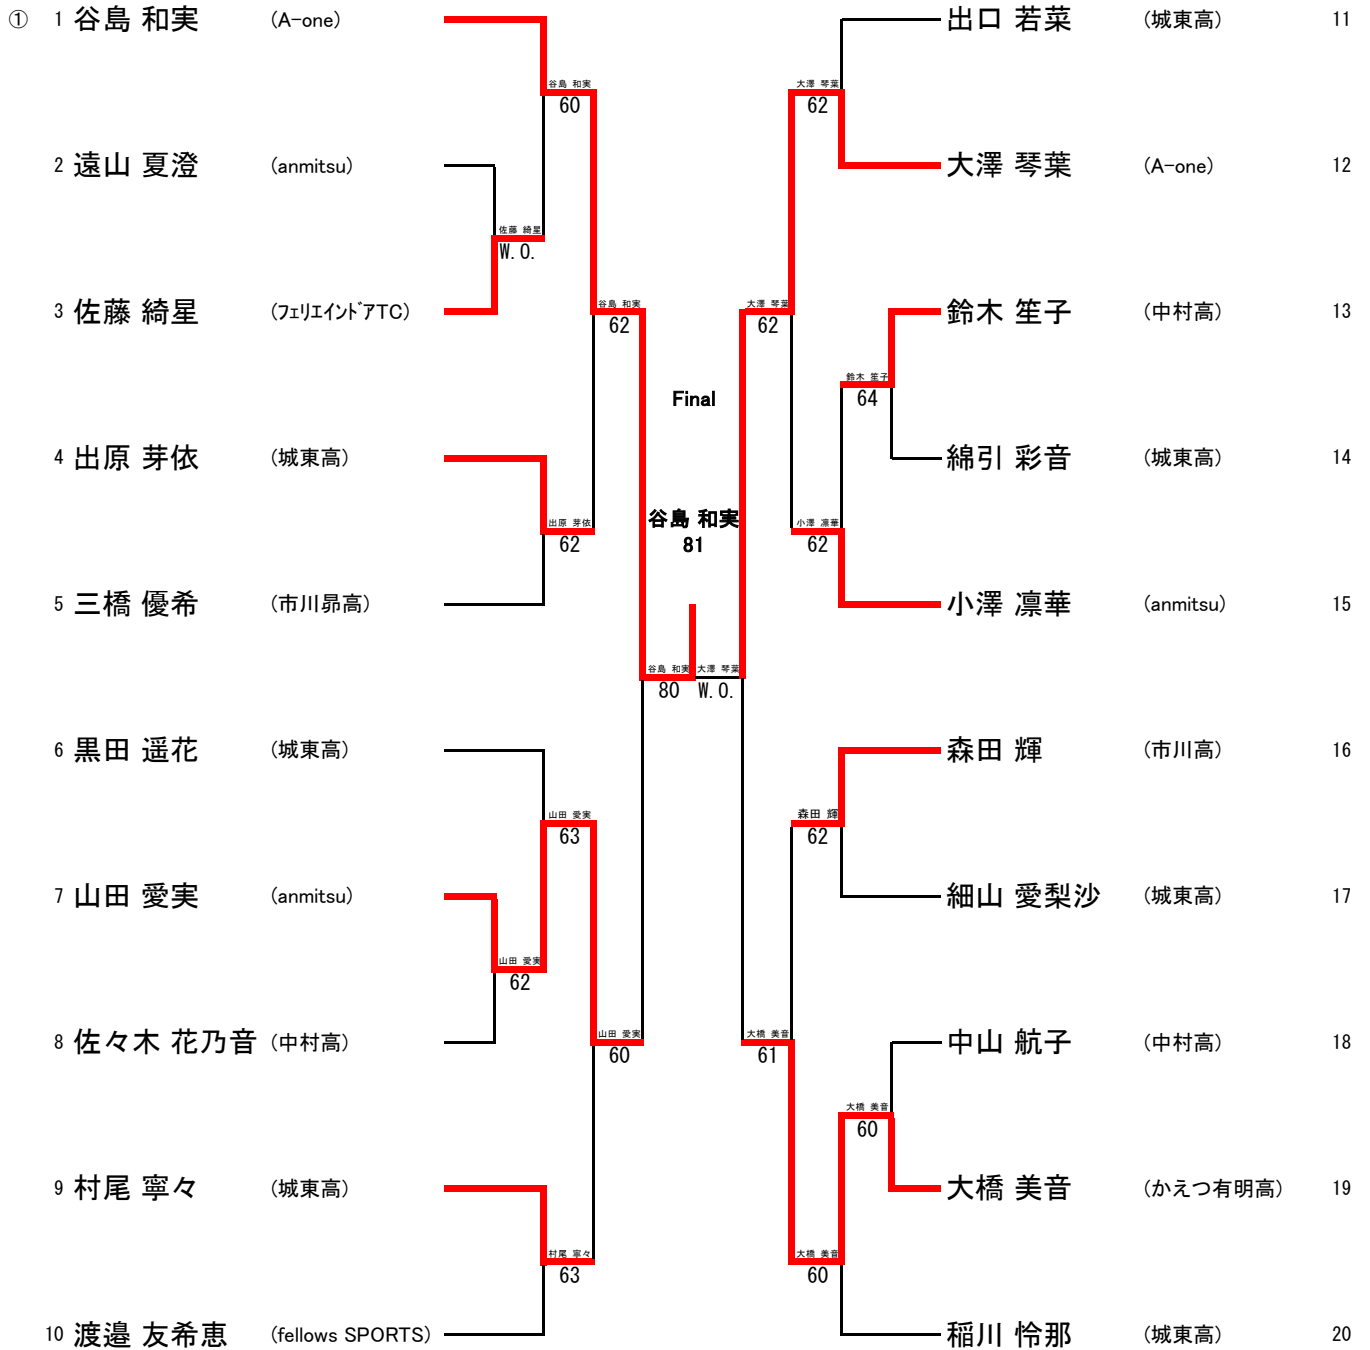 ① 1 谷島 和実 (A-one)
谷島 和実
60
2 遠山 夏澄 (anmitsu)
佐藤 綺星
W.O.
3 佐藤 綺星 (フェリエインドアTC)
谷島 和実
62
4 出原 芽依 (城東高)
出原 芽依
62
5 三橋 優希 (市川昴高)
谷島 和実
80
6 黒田 遥花 (城東高)
山田 愛実
63
7 山田 愛実 (anmitsu)
山田 愛実
62
8 佐々木 花乃音 (中村高)
山田 愛実
60
9 村尾 寧々 (城東高)
村尾 寧々
63
10 渡邉 友希恵 (fellows SPORTS)
Final
谷島 和実
81
出口 若菜 (城東高) 11
大澤 琴葉
62
大澤 琴葉 (A-one) 12
大澤 琴葉
62
鈴木 笙子 (中村高) 13
鈴木 笙子
64
綿引 彩音 (城東高) 14
小澤 凛華
62
小澤 凛華 (anmitsu) 15
大澤 琴葉
W.O.
森田 輝 (市川高) 16
森田 輝
62
細山 愛梨沙 (城東高) 17
大橋 美音
61
中山 航子 (中村高) 18
大橋 美音
60
大橋 美音 (かえつ有明高) 19
大橋 美音
60
稲川 怜那 (城東高) 20